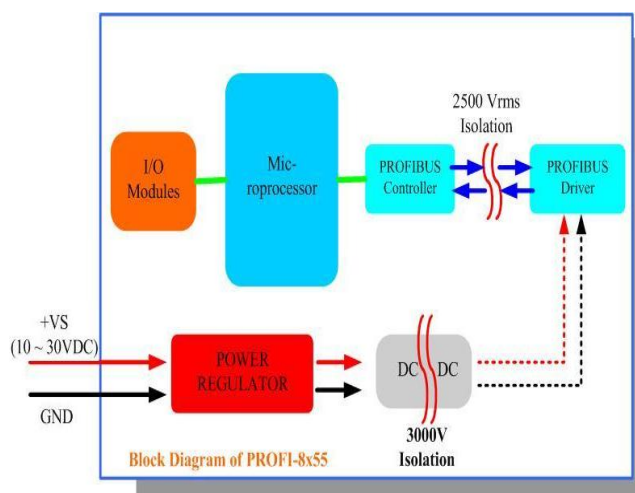 2500 Vrms
Isolation
I/O
Modules
Mic-
roprocessor
PROFIBUS
Controller
PROFIBUS
Driver
+VS
(10 ~ 30VDC)
GND
POWER
REGULATOR
DC DC
3000V
Isolation
Block Diagram of PROFI-8x55